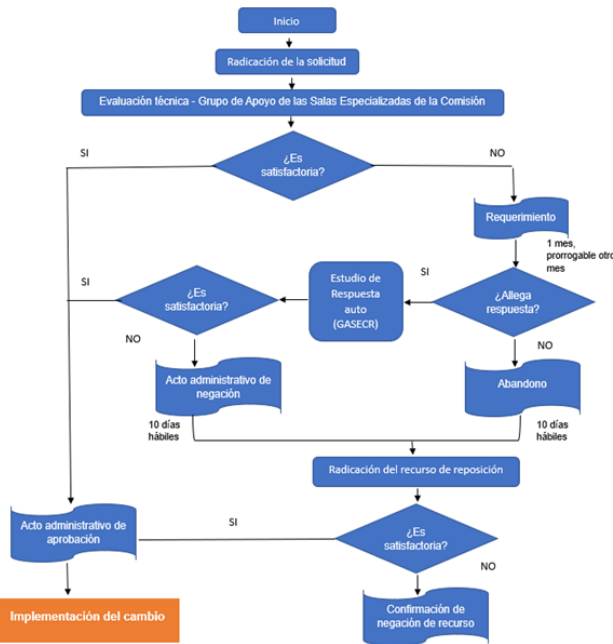 Inicio
Radicación de la solicitud
Evaluación técnica - Grupo de Apoyo de las Salas Especializadas de la Comisión
SI
¿Es
satisfactoria?
NO
Requerimiento
1 mes,
prorrogable otro
mes
SI
¿Es
satisfactoria?
Estudio de
Respuesta
auto
(GASECR)
SI
¿Allega
respuesta?
NO
NO
Acto administrativo de
negación
Abandono
10 días
hábiles
10 días
hábiles
Radicación del recurso de reposición
Acto administrativo de
aprobación
SI
¿Es
satisfactoria?
NO
Implementación del cambio
Confirmación de
negación de recurso